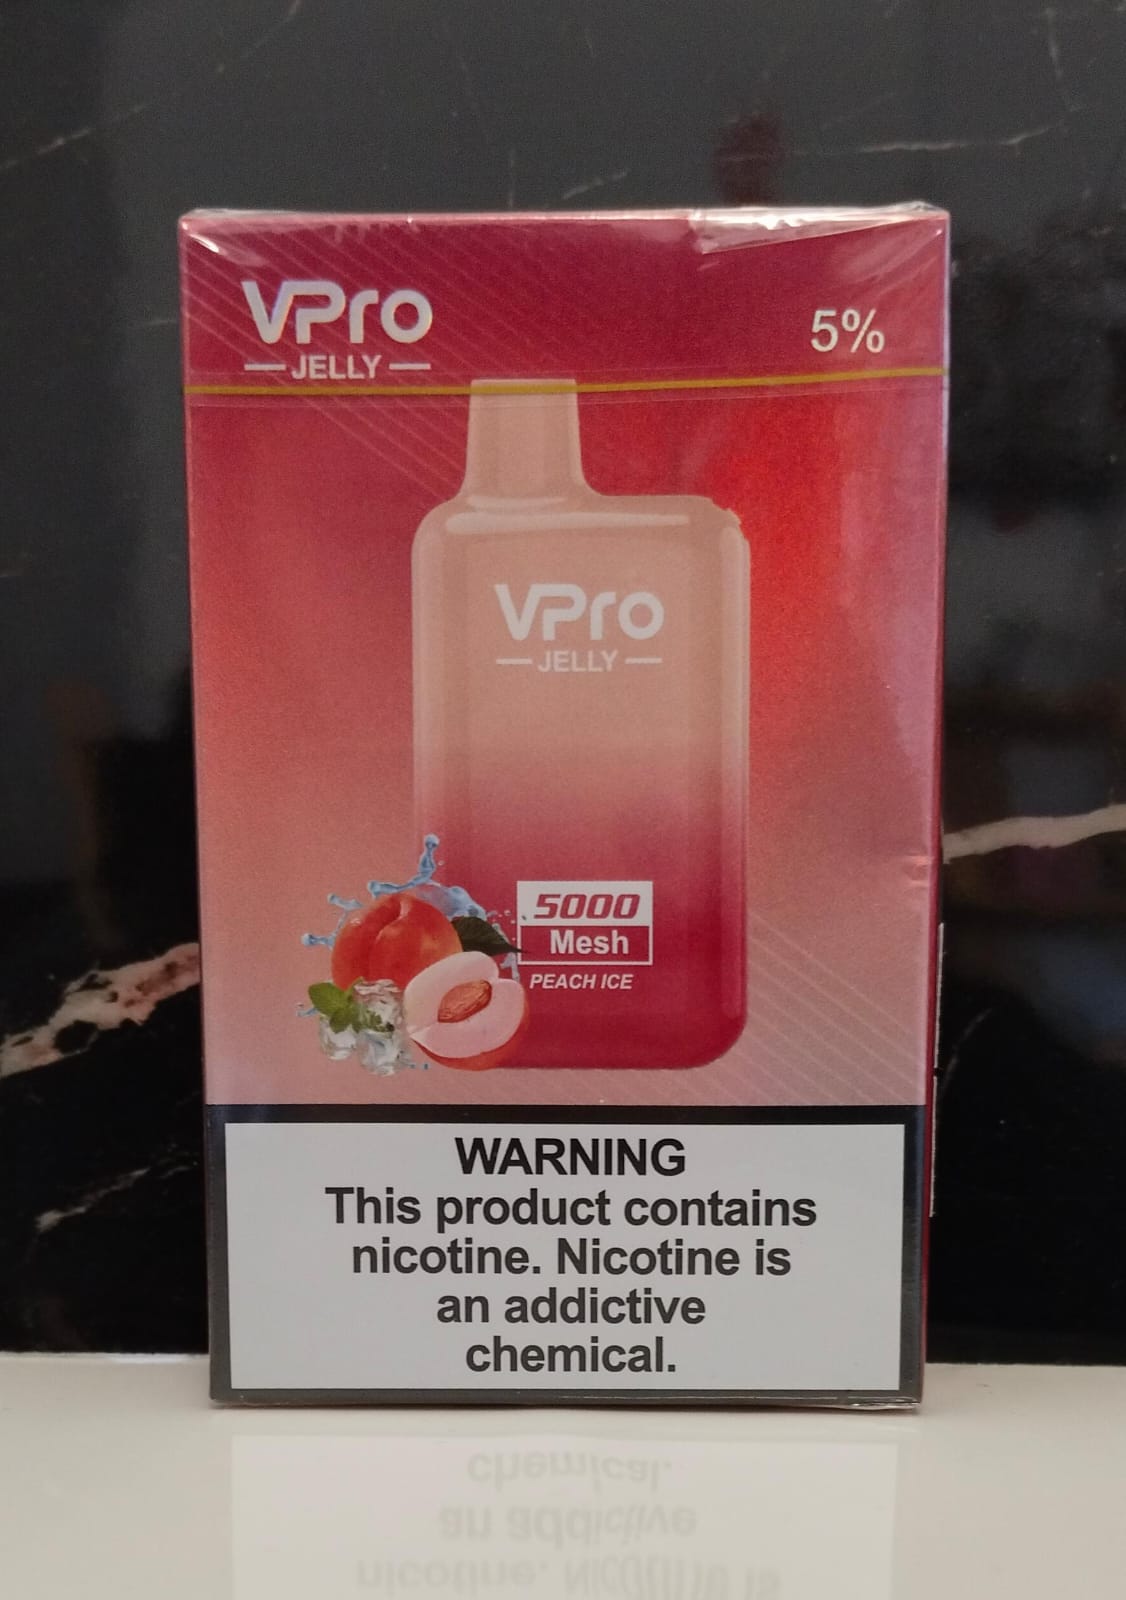 VPro
JELLY
5%
VPro
JELLY
5000
Mesh
PEACH ICE
WARNING
This product contains
nicotine. Nicotine is
an addictive
chemical.